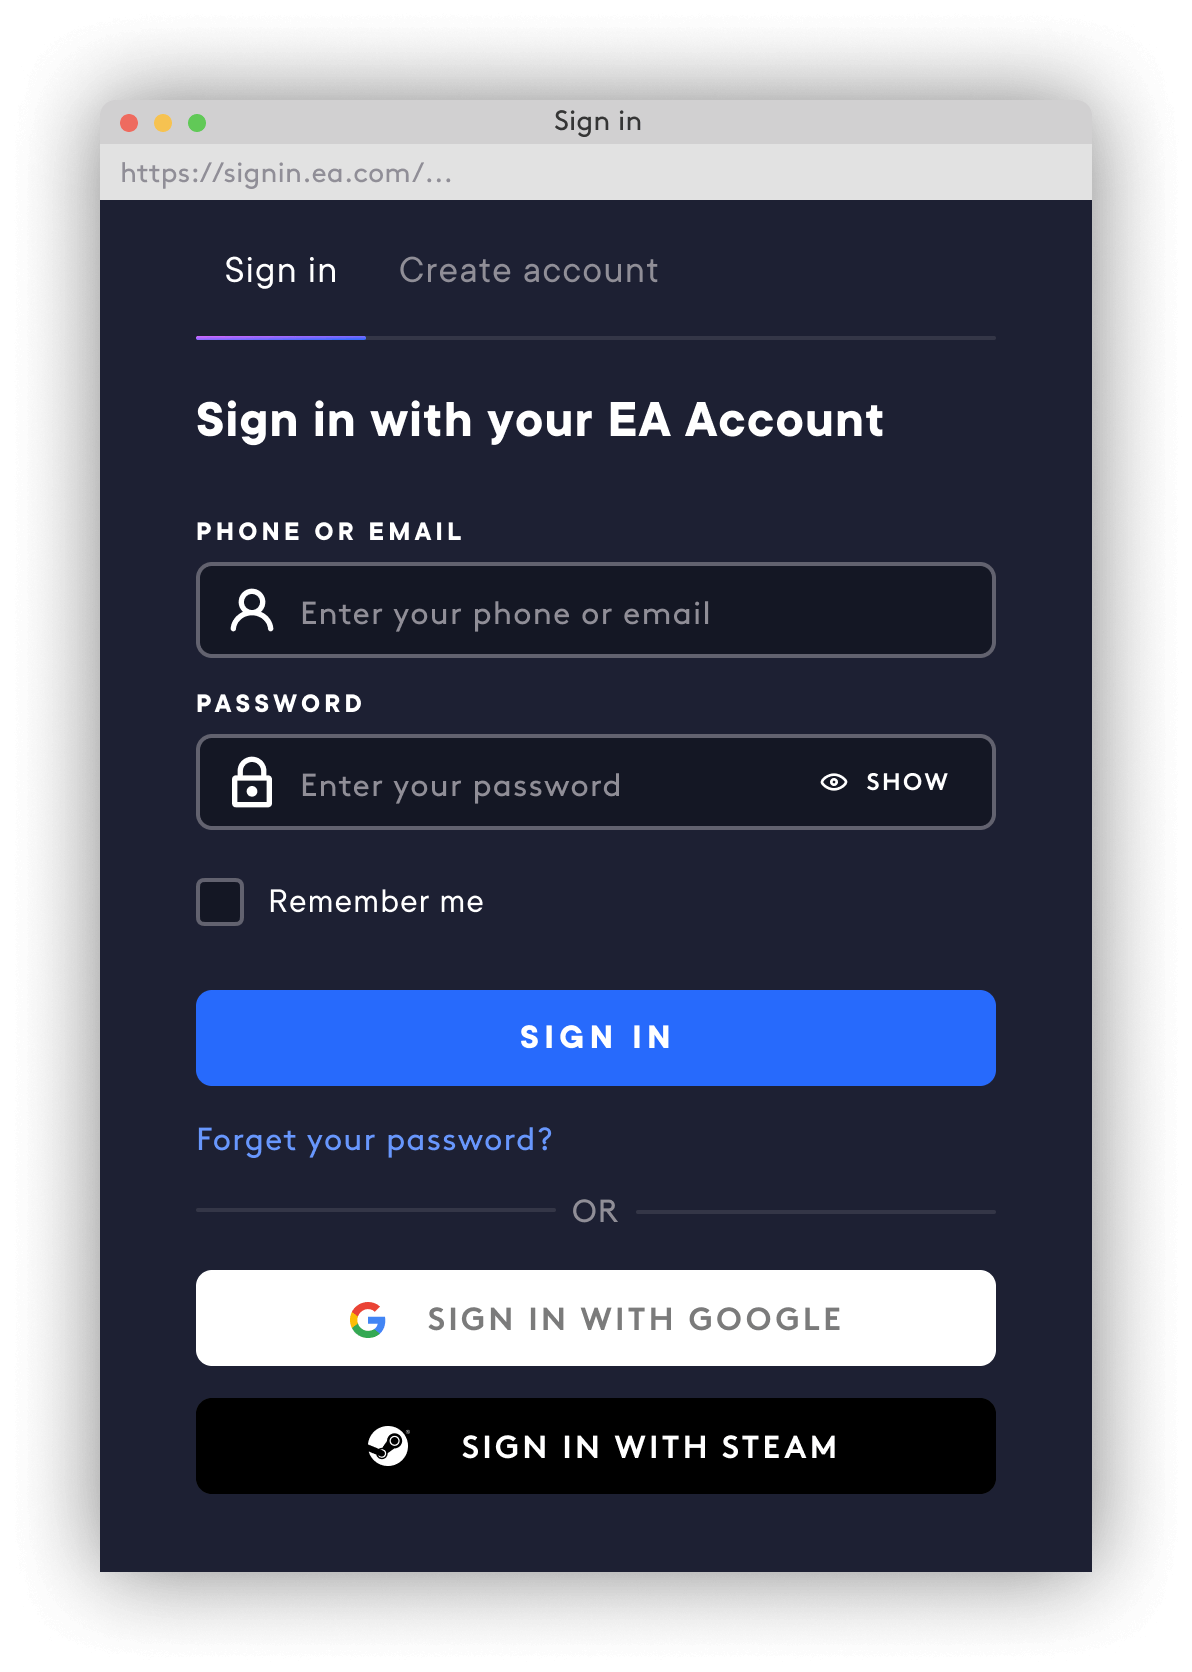 Sign in
https://signin.ea.com/...
Sign in Create account
Sign in with your EA Account
PHONE OR EMAIL
Enter your phone or email
PASSWORD
Enter your password SHOW
Remember me
SIGN IN
Forget your password?
OR
SIGN IN WITH GOOGLE
SIGN IN WITH STEAM